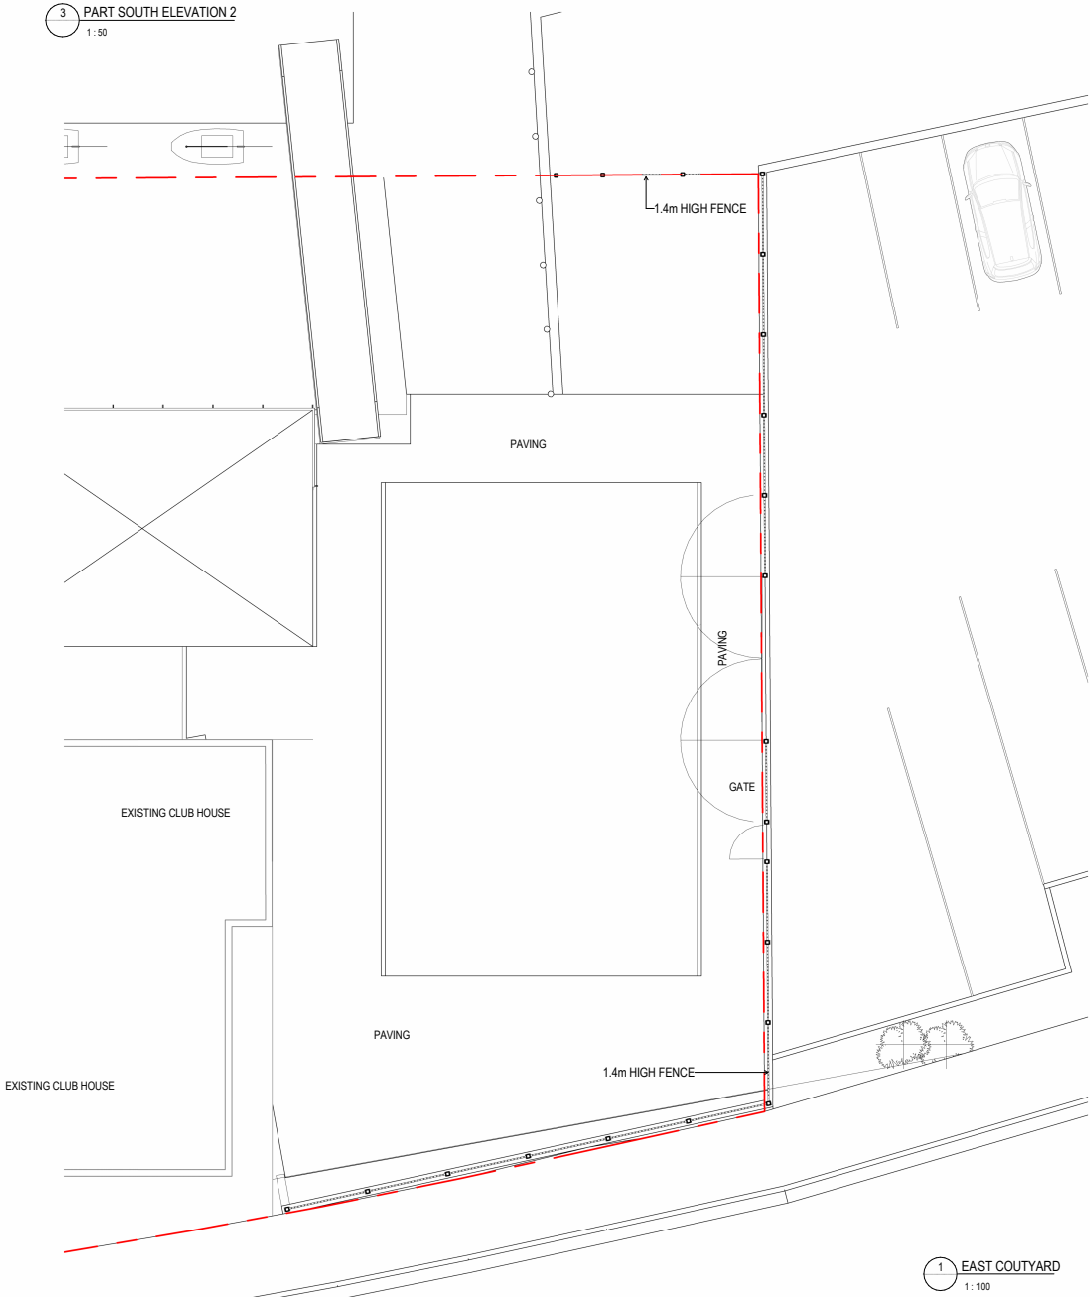 3 PART SOUTH ELEVATION 2
1 : 50
1.4m HIGH FENCE
PAVING
PAVING
GATE
EXISTING CLUB HOUSE
PAVING
1.4m HIGH FENCE
EXISTING CLUB HOUSE
1 EAST COUTYARD
1 : 100